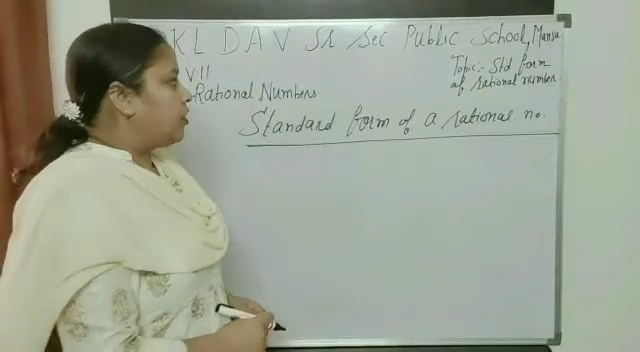 KL DAV Sr Sec Public School, Mansa
VII
Topic:- Std form
of rational number
Rational Numbers
Standard form of a rational no.